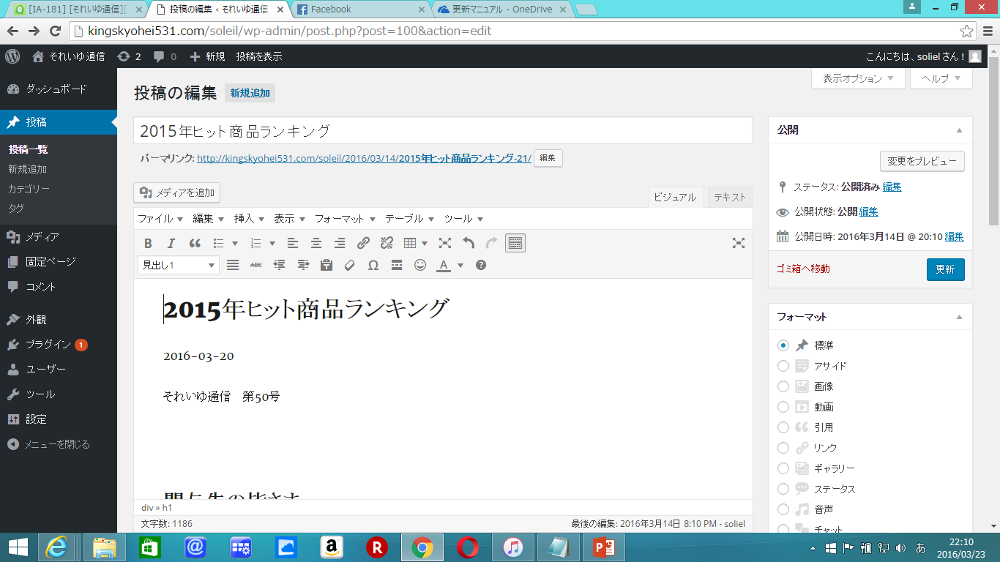 [IA-181] [それいゆ通信][
投稿の編集 ‹ それいゆ通信
Facebook
更新マニュアル - OneDrive
kingskyohei531.com/soleil/wp-admin/post.php?post=100&action=edit
それいゆ通信 2 0 新規 投稿を表示 こんにちは、soliel さん !
ダッシュボード
投稿
投稿一覧
新規追加
カテゴリー
タグ
メディア
固定ページ
コメント
外観
プラグイン 1
ユーザー
ツール
設定
メニューを閉じる
表示オプション ヘルプ
投稿の編集 新規追加
2015年ヒット商品ランキング
パーマリンク: http://kingskyohei531.com/soleil/2016/03/14/2015年ヒット商品ランキング-21/ 編集
メディアを追加 ビジュアル テキスト
ファイル 編集 挿入 表示 フォーマット テーブル ツール
B I
見出し1 ABC Ω A
2015年ヒット商品ランキング
2016-03-20
それいゆ通信 第50号
div » h1
文字数: 1186 最後の編集: 2016年3月14日 8:10 PM - soliel
公開
変更をプレビュー
ステータス: 公開済み 編集
公開状態: 公開 編集
公開日時: 2016年3月14日 @ 20:10 編集
ゴミ箱へ移動 更新
フォーマット
標準
アサイド
画像
動画
引用
リンク
ギャラリー
ステータス
音声
チャット
あ 22:10
2016/03/23